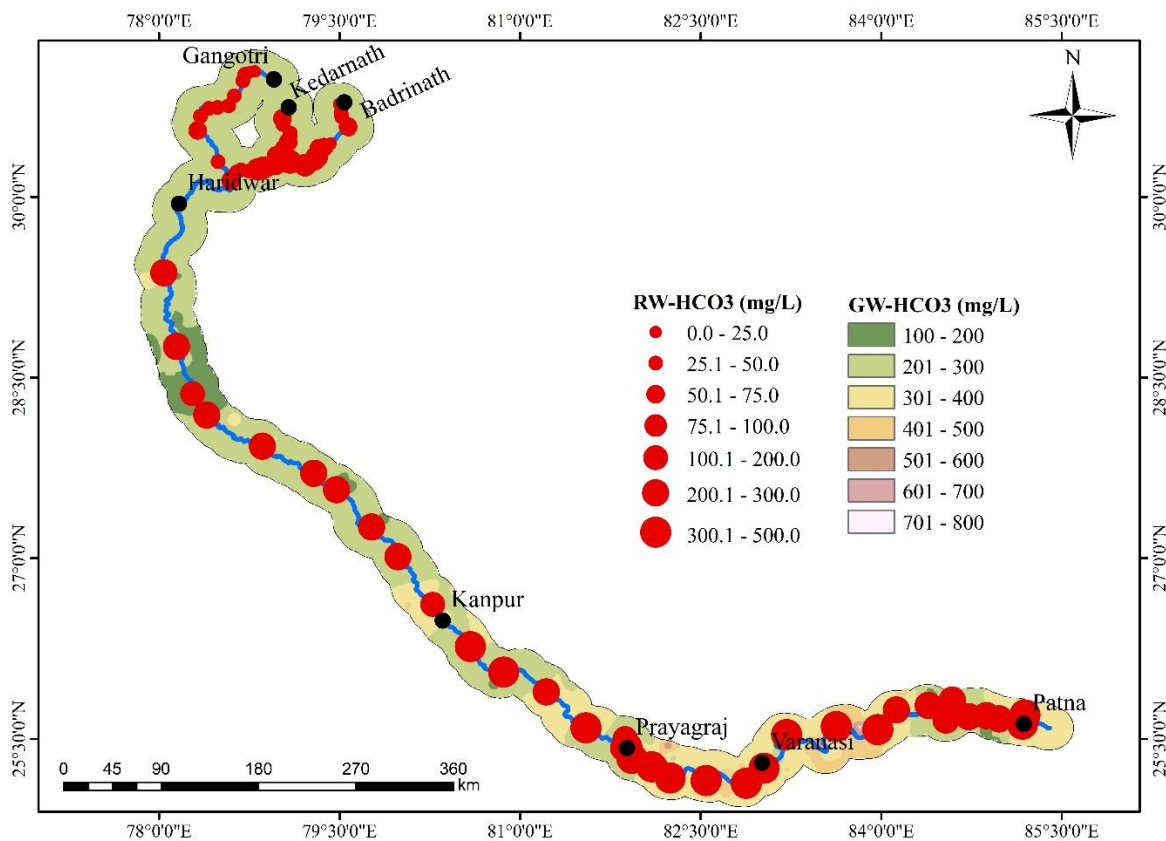 78°0'0"E 79°30'0"E 81°0'0"E 82°30'0"E 84°0'0"E 85°30'0"E
Gangotri
Kedarnath
Badrinath
N
30°0'0"N 30°0'0"N
Haridwar
RW-HCO3 (mg/L)
0.0 - 25.0
25.1 - 50.0
50.1 - 75.0
75.1 - 100.0
100.1 - 200.0
200.1 - 300.0
300.1 - 500.0
GW-HCO3 (mg/L)
100 - 200
201 - 300
301 - 400
401 - 500
501 - 600
601 - 700
701 - 800
28°30'0"N 28°30'0"N
27°0'0"N 27°0'0"N
Kanpur
Prayagraj
Varanasi
Patna
25°30'0"N 25°30'0"N
0 45 90 180 270 360
km
78°0'0"E 79°30'0"E 81°0'0"E 82°30'0"E 84°0'0"E 85°30'0"E